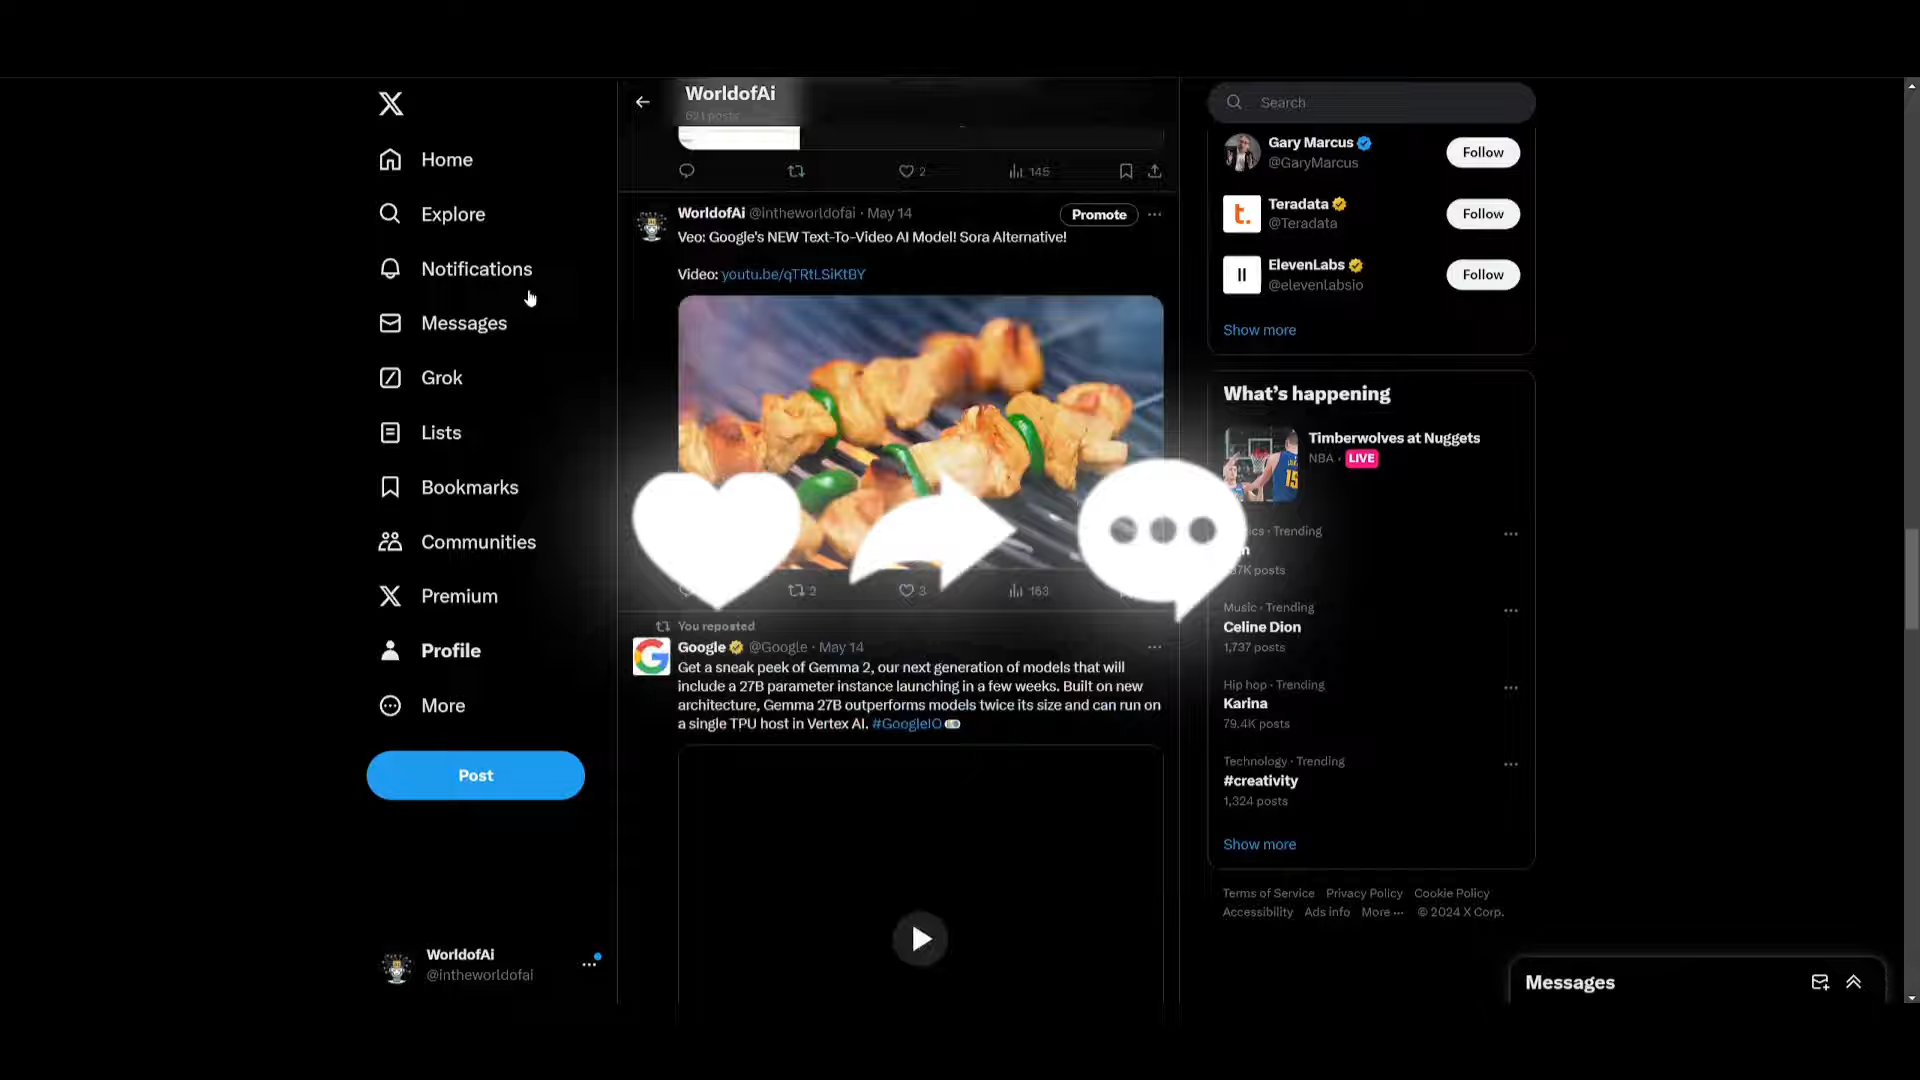 Home
Explore
Notifications
Messages
Grok
Lists
Bookmarks
Communities
Premium
Profile
More
Post
WorldofAi
@intheworldofai
WorldofAi
621 posts
2
145
WorldofAi @intheworldofai · May 14
Promote
Veo: Google's NEW Text-To-Video AI Model! Sora Alternative!
Video: youtu.be/qTRtLSiKtBY
2
3
163
You reposted
Google @Google · May 14
Get a sneak peek of Gemma 2, our next generation of models that will
include a 27B parameter instance launching in a few weeks. Built on new
architecture, Gemma 27B outperforms models twice its size and can run on
a single TPU host in Vertex AI. #GoogleIO
Search
Gary Marcus
@GaryMarcus
Follow
t.
Teradata
@Teradata
Follow
ElevenLabs
@elevenlabsio
Follow
Show more
What's happening
Timberwolves at Nuggets
NBA · LIVE
15
· Trending
posts
Music · Trending
Celine Dion
1,737 posts
Hip hop · Trending
Karina
79.4K posts
Technology · Trending
#creativity
1,324 posts
Show more
Terms of Service Privacy Policy Cookie Policy
Accessibility Ads info More ··· © 2024 X Corp.
Messages